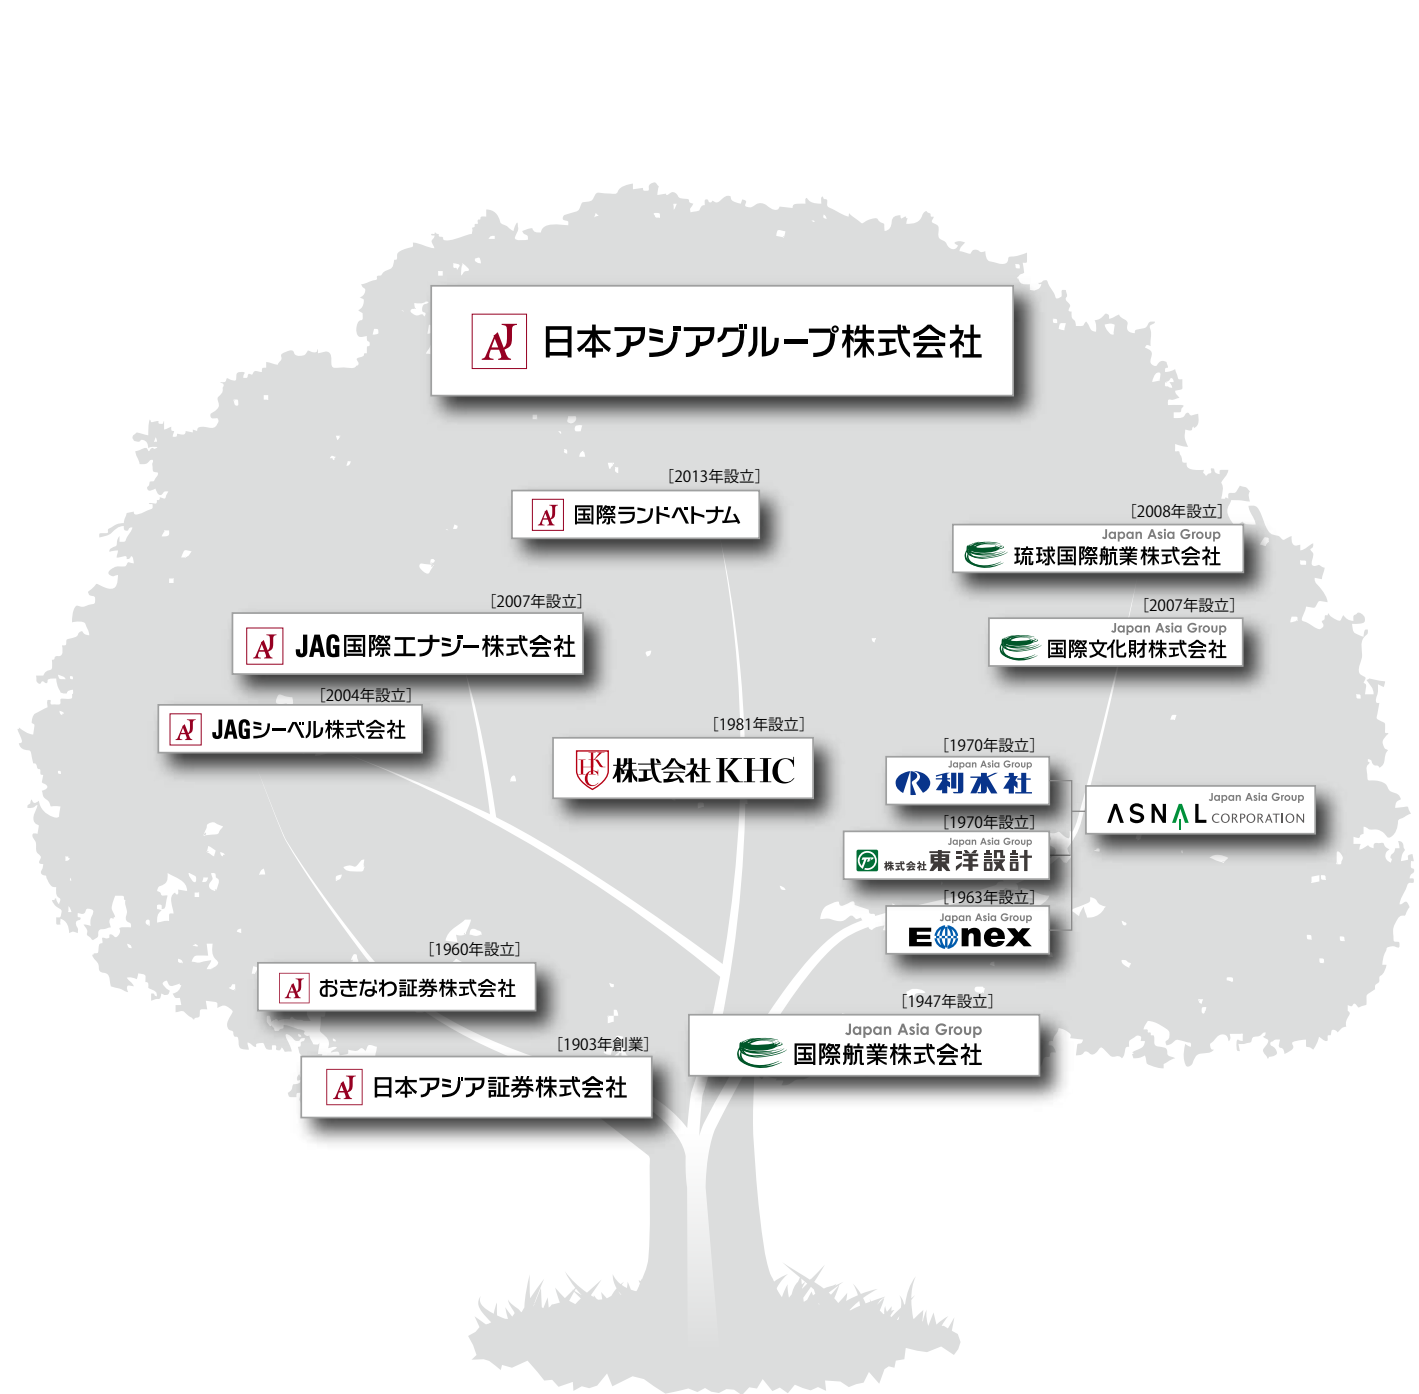 AJ 日本アジアグループ株式会社
[2013年設立]
AJ 国際ランドベトナム
[2008年設立]
Japan Asia Group
琉球国際航業株式会社
[2007年設立]
AJ JAG国際エナジー株式会社
[2007年設立]
Japan Asia Group
国際文化財株式会社
[2004年設立]
AJ JAGシーベル株式会社
[1981年設立]
KHC 株式会社KHC
[1970年設立]
Japan Asia Group
利水社
Japan Asia Group
ASNAL CORPORATION
[1970年設立]
Japan Asia Group
株式会社東洋設計
[1963年設立]
Japan Asia Group
EOnex
[1960年設立]
AJ おきなわ証券株式会社
[1947年設立]
Japan Asia Group
国際航業株式会社
[1903年創業]
AJ 日本アジア証券株式会社